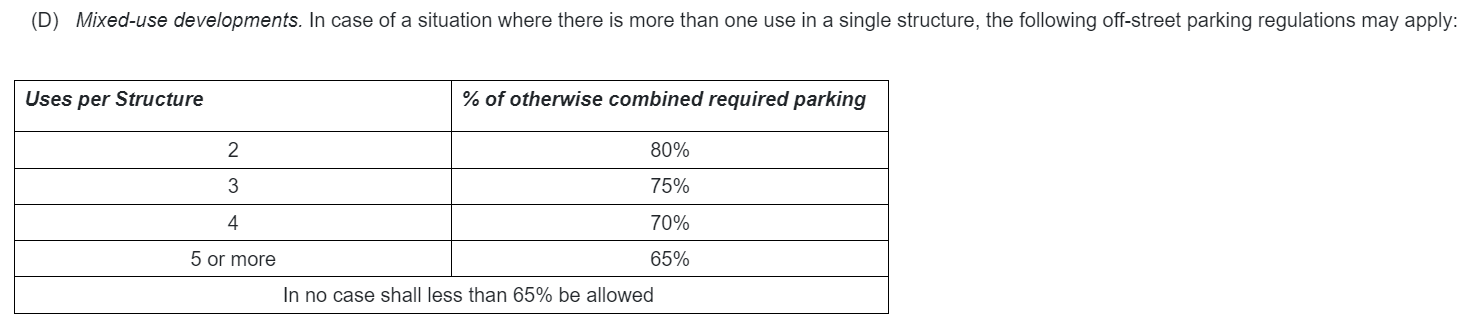 (D) Mixed-use developments. In case of a situation where there is more than one use in a single structure, the following off-street parking regulations may apply:
Uses per Structure % of otherwise combined required parking
2 80%
3 75%
4 70%
5 or more 65%
In no case shall less than 65% be allowed